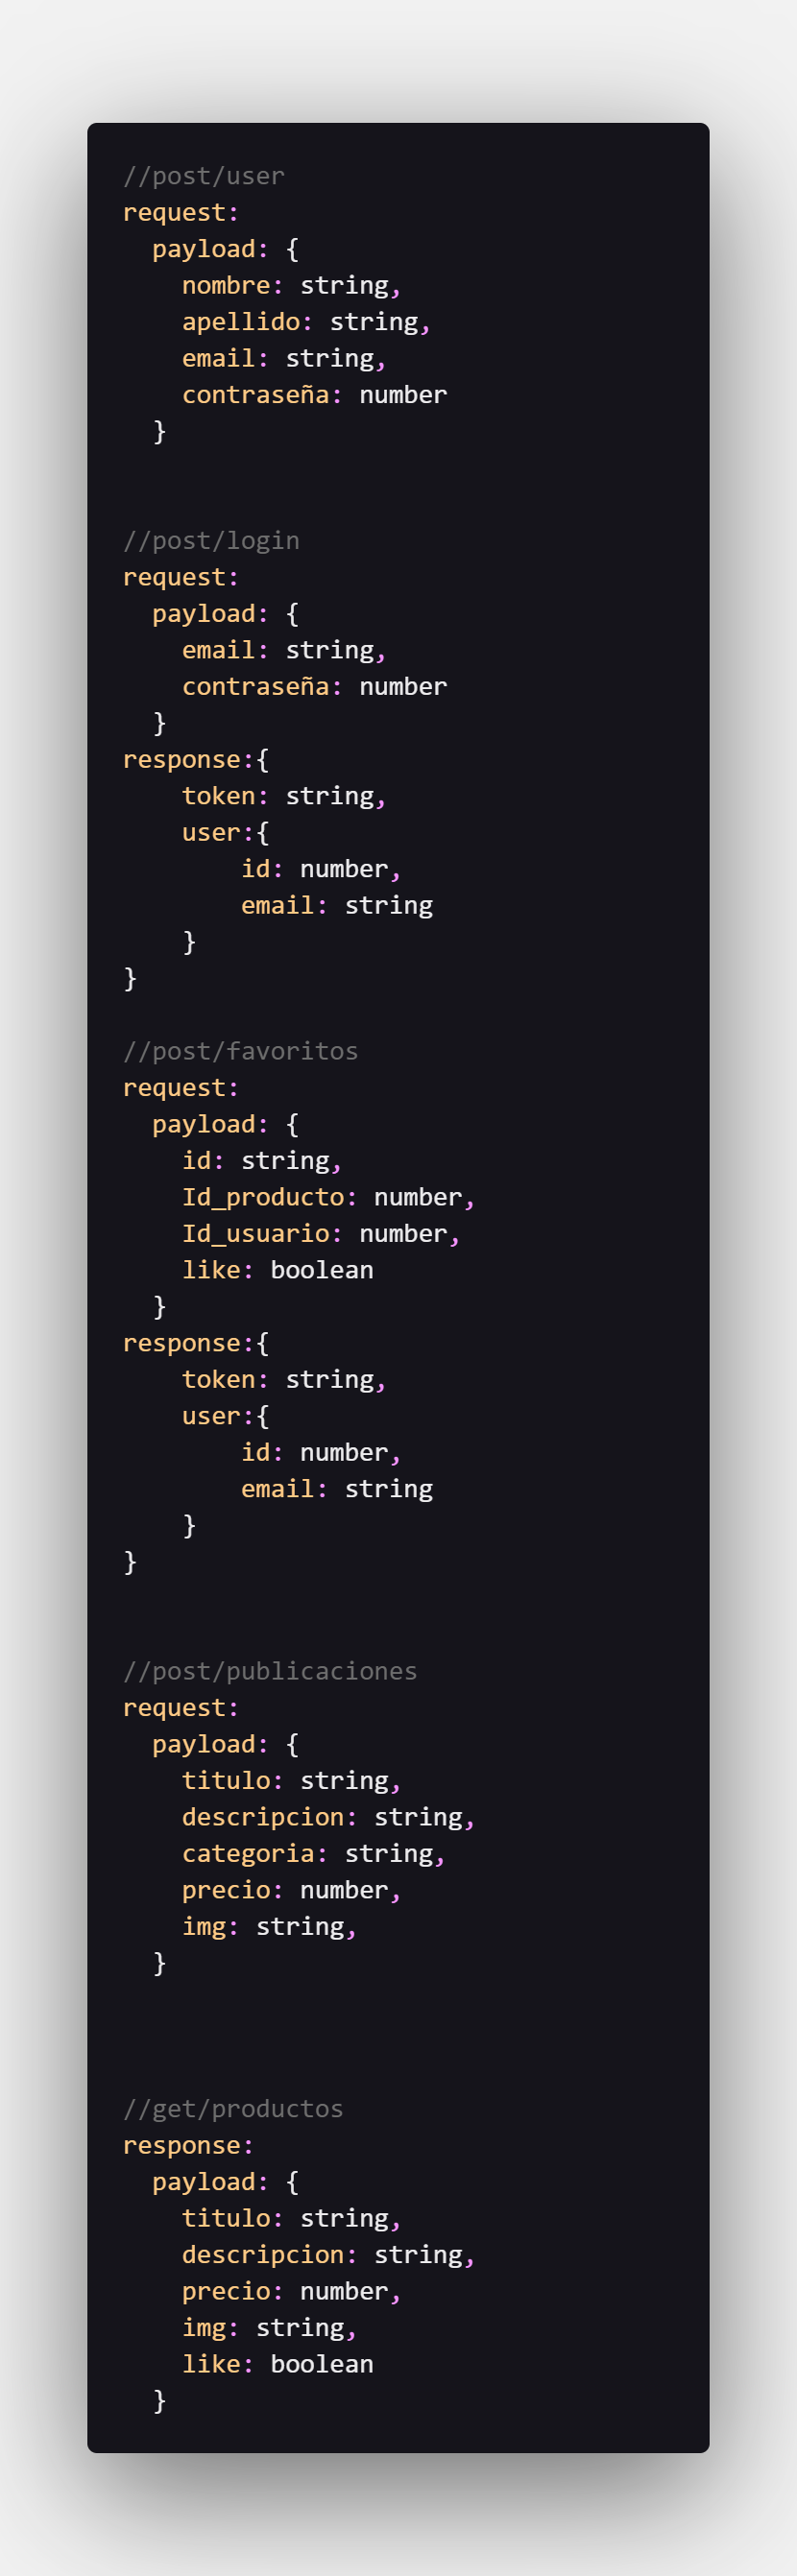 //post/user
request:
  payload: {
    nombre: string,
    apellido: string,
    email: string,
    contraseña: number
  }
//post/login
request:
  payload: {
    email: string,
    contraseña: number
  }
response:{
    token: string,
    user:{
        id: number,
        email: string
    }
}
//post/favoritos
request:
  payload: {
    id: string,
    Id_producto: number,
    Id_usuario: number,
    like: boolean
  }
response:{
    token: string,
    user:{
        id: number,
        email: string
    }
}
//post/publicaciones
request:
  payload: {
    titulo: string,
    descripcion: string,
    categoria: string,
    precio: number,
    img: string,
  }
//get/productos
response:
  payload: {
    titulo: string,
    descripcion: string,
    precio: number,
    img: string,
    like: boolean
  }